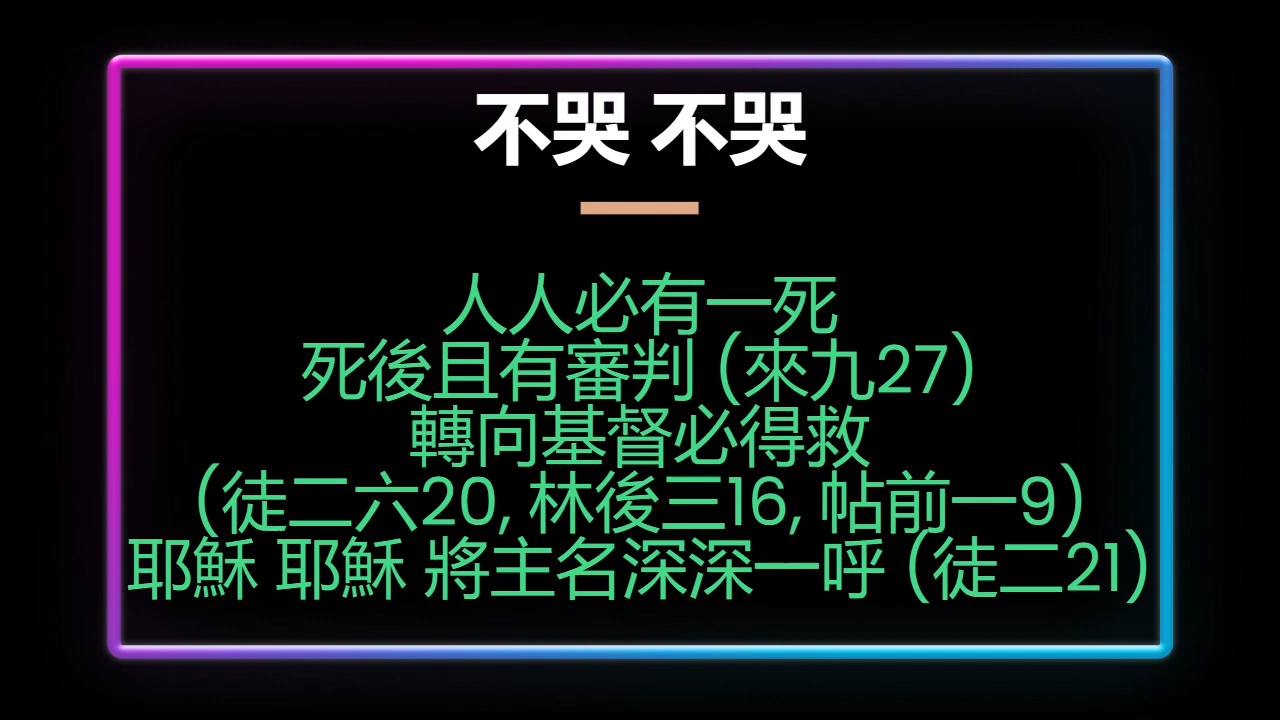 不哭 不哭
人人必有一死
死後且有審判 (來九27)
轉向基督必得救
(徒二六20, 林後三16, 帖前一9)
耶穌 耶穌 將主名深深一呼 (徒二21)